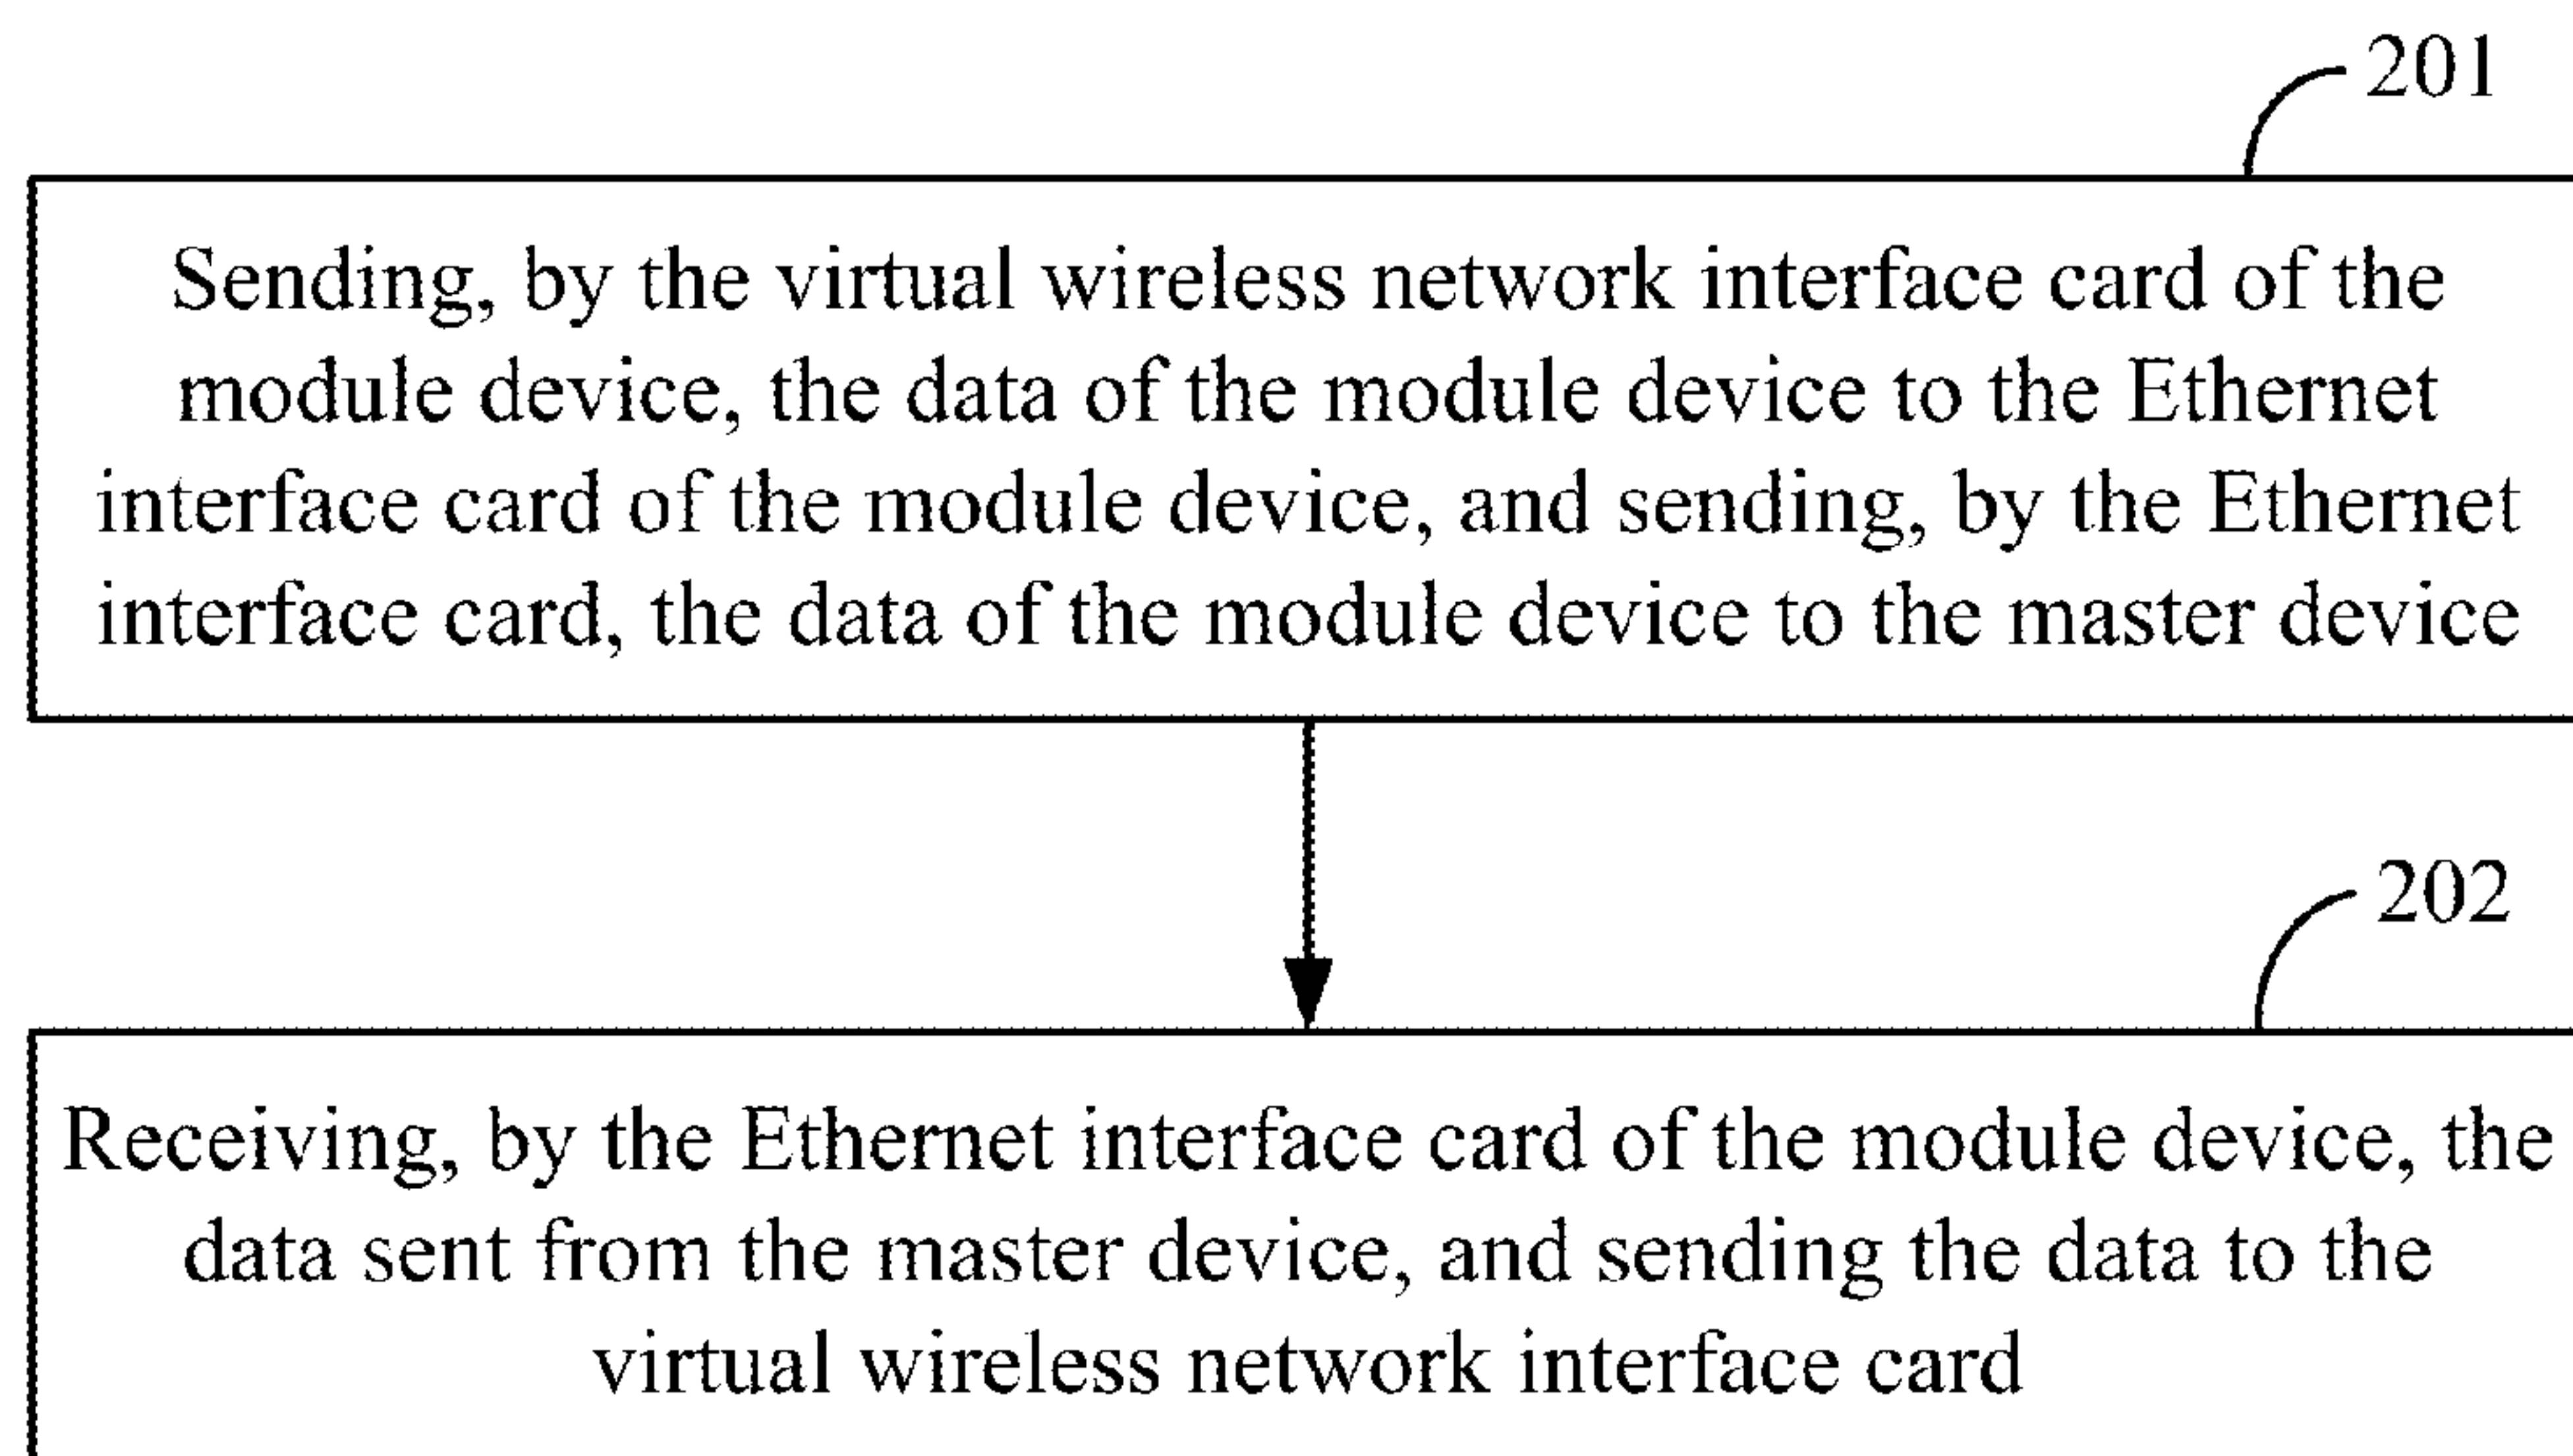 201
Sending, by the virtual wireless network interface card of the
module device, the data of the module device to the Ethernet
interface card of the module device, and sending, by the Ethernet
interface card, the data of the module device to the master device
202
Receiving, by the Ethernet interface card of the module device, the
data sent from the master device, and sending the data to the
virtual wireless network interface card